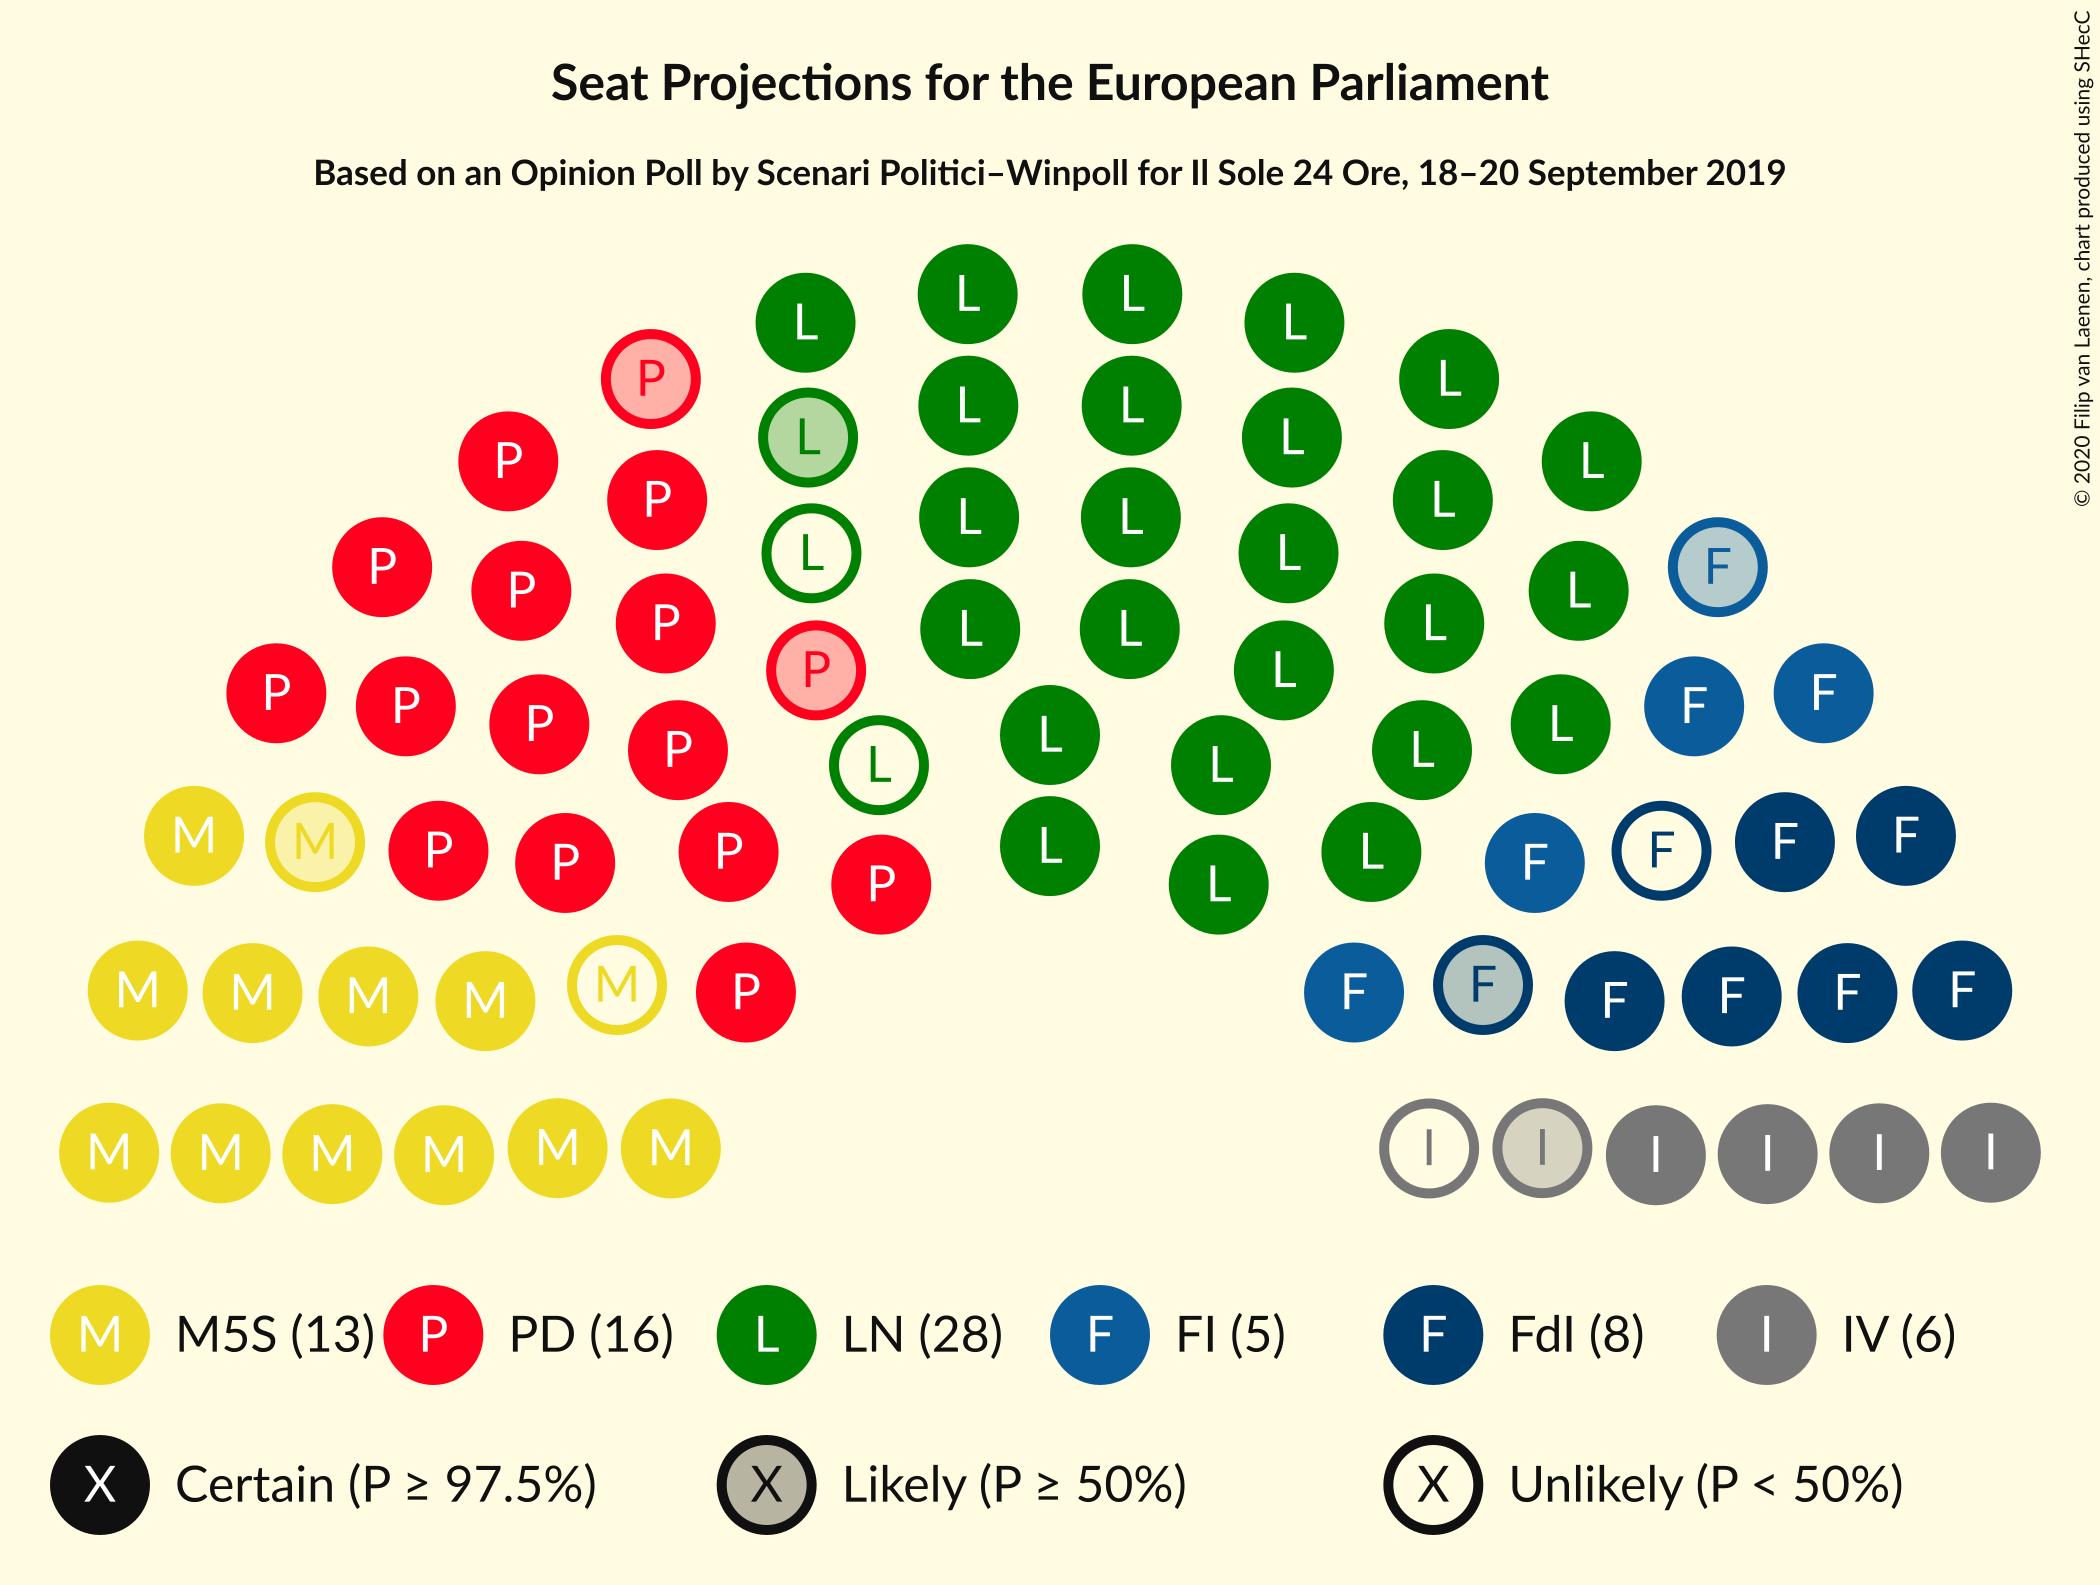 Seat Projections for the European Parliament
Based on an Opinion Poll by Scenari Politici–Winpoll for Il Sole 24 Ore, 18–20 September 2019
© 2020 Filip van Laenen, chart produced using SHecC
L L
L L
P L
L L
L L
P L
P L
L L
L L
P F
P L
P L L L
P L
P F
P F
P L
L
P L
L L
M M P P P P L L L F F F F
M M M M M P F F F F F F
M M M M M M I I I I I I
M M5S (13) P PD (16) L LN (28) F FI (5) F FdI (8) I IV (6)
X Certain (P ≥ 97.5%) X Likely (P ≥ 50%) X Unlikely (P < 50%)